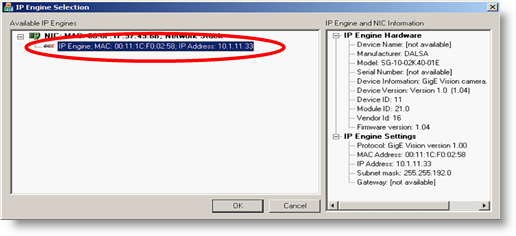 IP Engine Selection
Available IP Engines
IP Engine and NIC Information
NIC: MAC:
Network Stack
IP Engine: MAC: 00:11:1C:F0:02:58; IP Address: 10.1.11.33
IP Engine Hardware
Device Name: [not available]
Manufacturer: DALSA
Model: SG-10-02K40-01E
Serial Number: [not available]
Device Information: GigE Vision camera.
Device Version: Version 1.0 (1.04)
Device ID: 11
Module ID: 21.0
Vendor Id: 16
Firmware version: 1.04
IP Engine Settings
Protocol: GigE Vision version 1.00
MAC Address: 00:11:1C:F0:02:58
IP Address: 10.1.11.33
Subnet mask: 255.255.192.0
Gateway: [not available]
OK
Cancel